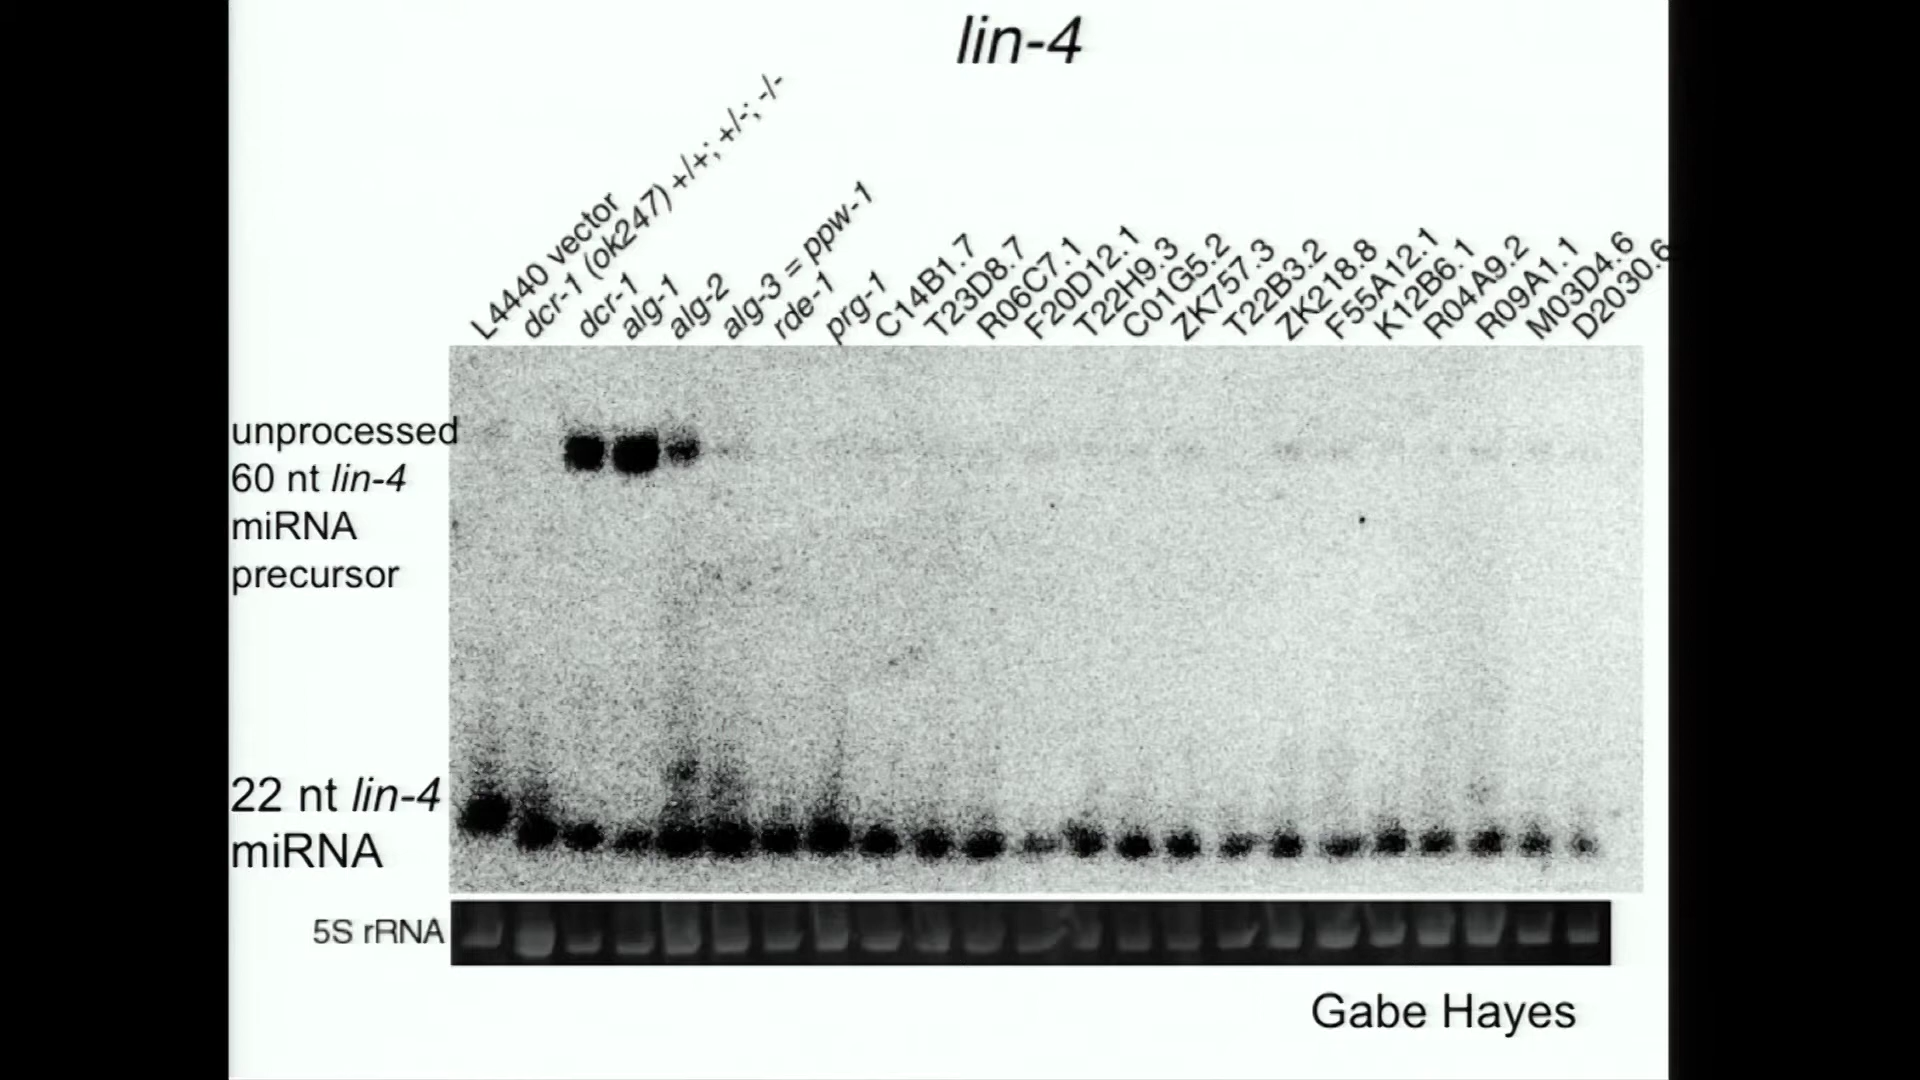 lin-4
L4440 vector
dcr-1 (ok247) +/+; +/-; -/-
dcr-1
alg-1
alg-2
alg-3 = ppw-1
rde-1
prg-1
C14B1.7
T23D8.7
R06C7.1
F20D12.1
T22H9.3
C01G5.2
ZK757.3
T22B3.2
ZK218.8
F55A12.1
K12B6.1
R04A9.2
R09A1.1
M03D4.6
D2030.6
unprocessed
60 nt lin-4
miRNA
precursor
22 nt lin-4
miRNA
5S rRNA
Gabe Hayes